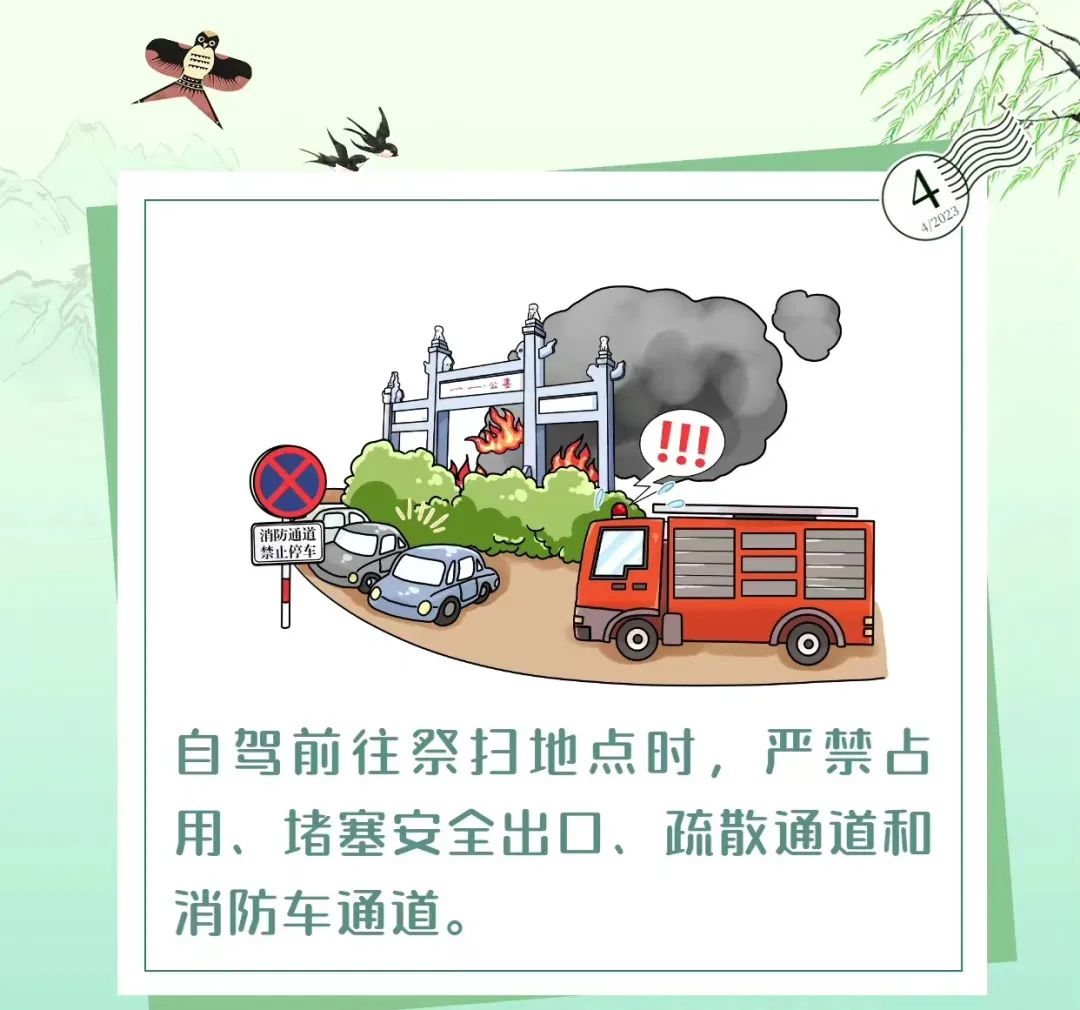 4
4/2023
公墓
!!!
消防通道
禁止停车
自驾前往祭扫地点时，严禁占
用、堵塞安全出口、疏散通道和
消防车通道。